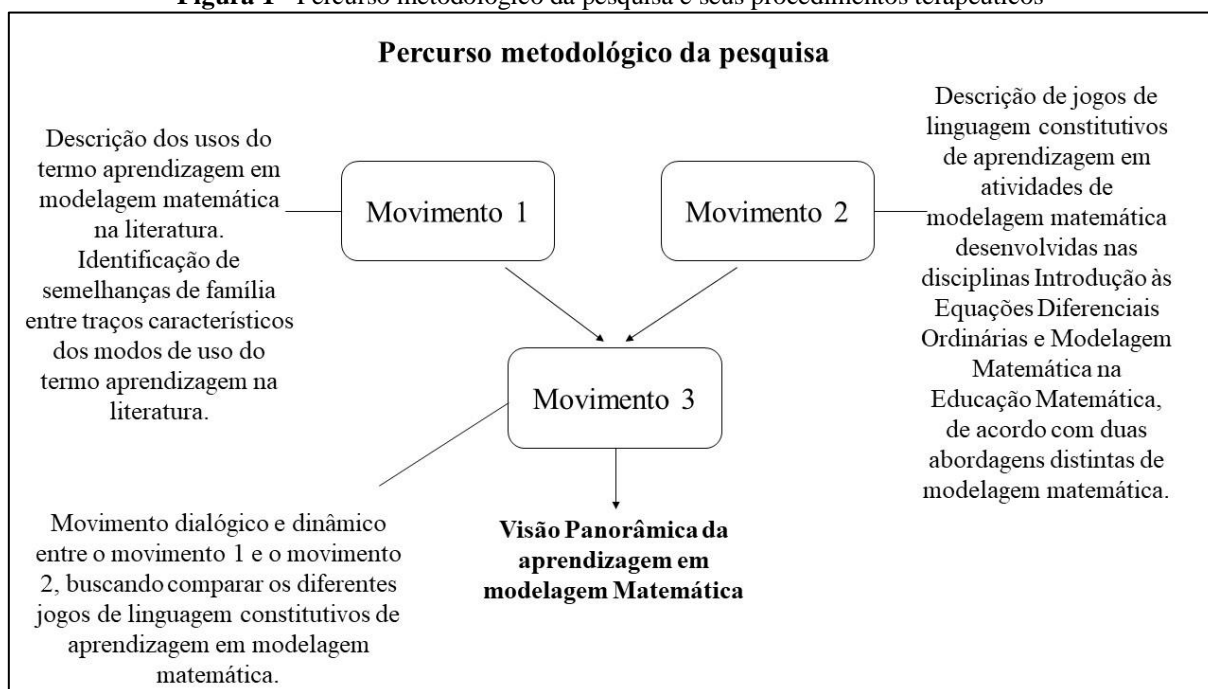 Figura 1 - Percurso metodológico da pesquisa e seus procedimentos terapêuticos
Percurso metodológico da pesquisa
Descrição dos usos do
termo aprendizagem em
modelagem matemática
na literatura.
Identificação de
semelhanças de família
entre traços característicos
dos modos de uso do
termo aprendizagem na
literatura.
Movimento 1
Movimento 2
Descrição de jogos de
linguagem constitutivos
de aprendizagem em
atividades de
modelagem matemática
desenvolvidas nas
disciplinas Introdução às
Equações Diferenciais
Ordinárias e Modelagem
Matemática na
Educação Matemática,
de acordo com duas
abordagens distintas de
modelagem matemática.
Movimento 3
Movimento dialógico e dinâmico
entre o movimento 1 e o movimento
2, buscando comparar os diferentes
jogos de linguagem constitutivos de
aprendizagem em modelagem
matemática.
Visão Panorâmica da
aprendizagem em
modelagem Matemática